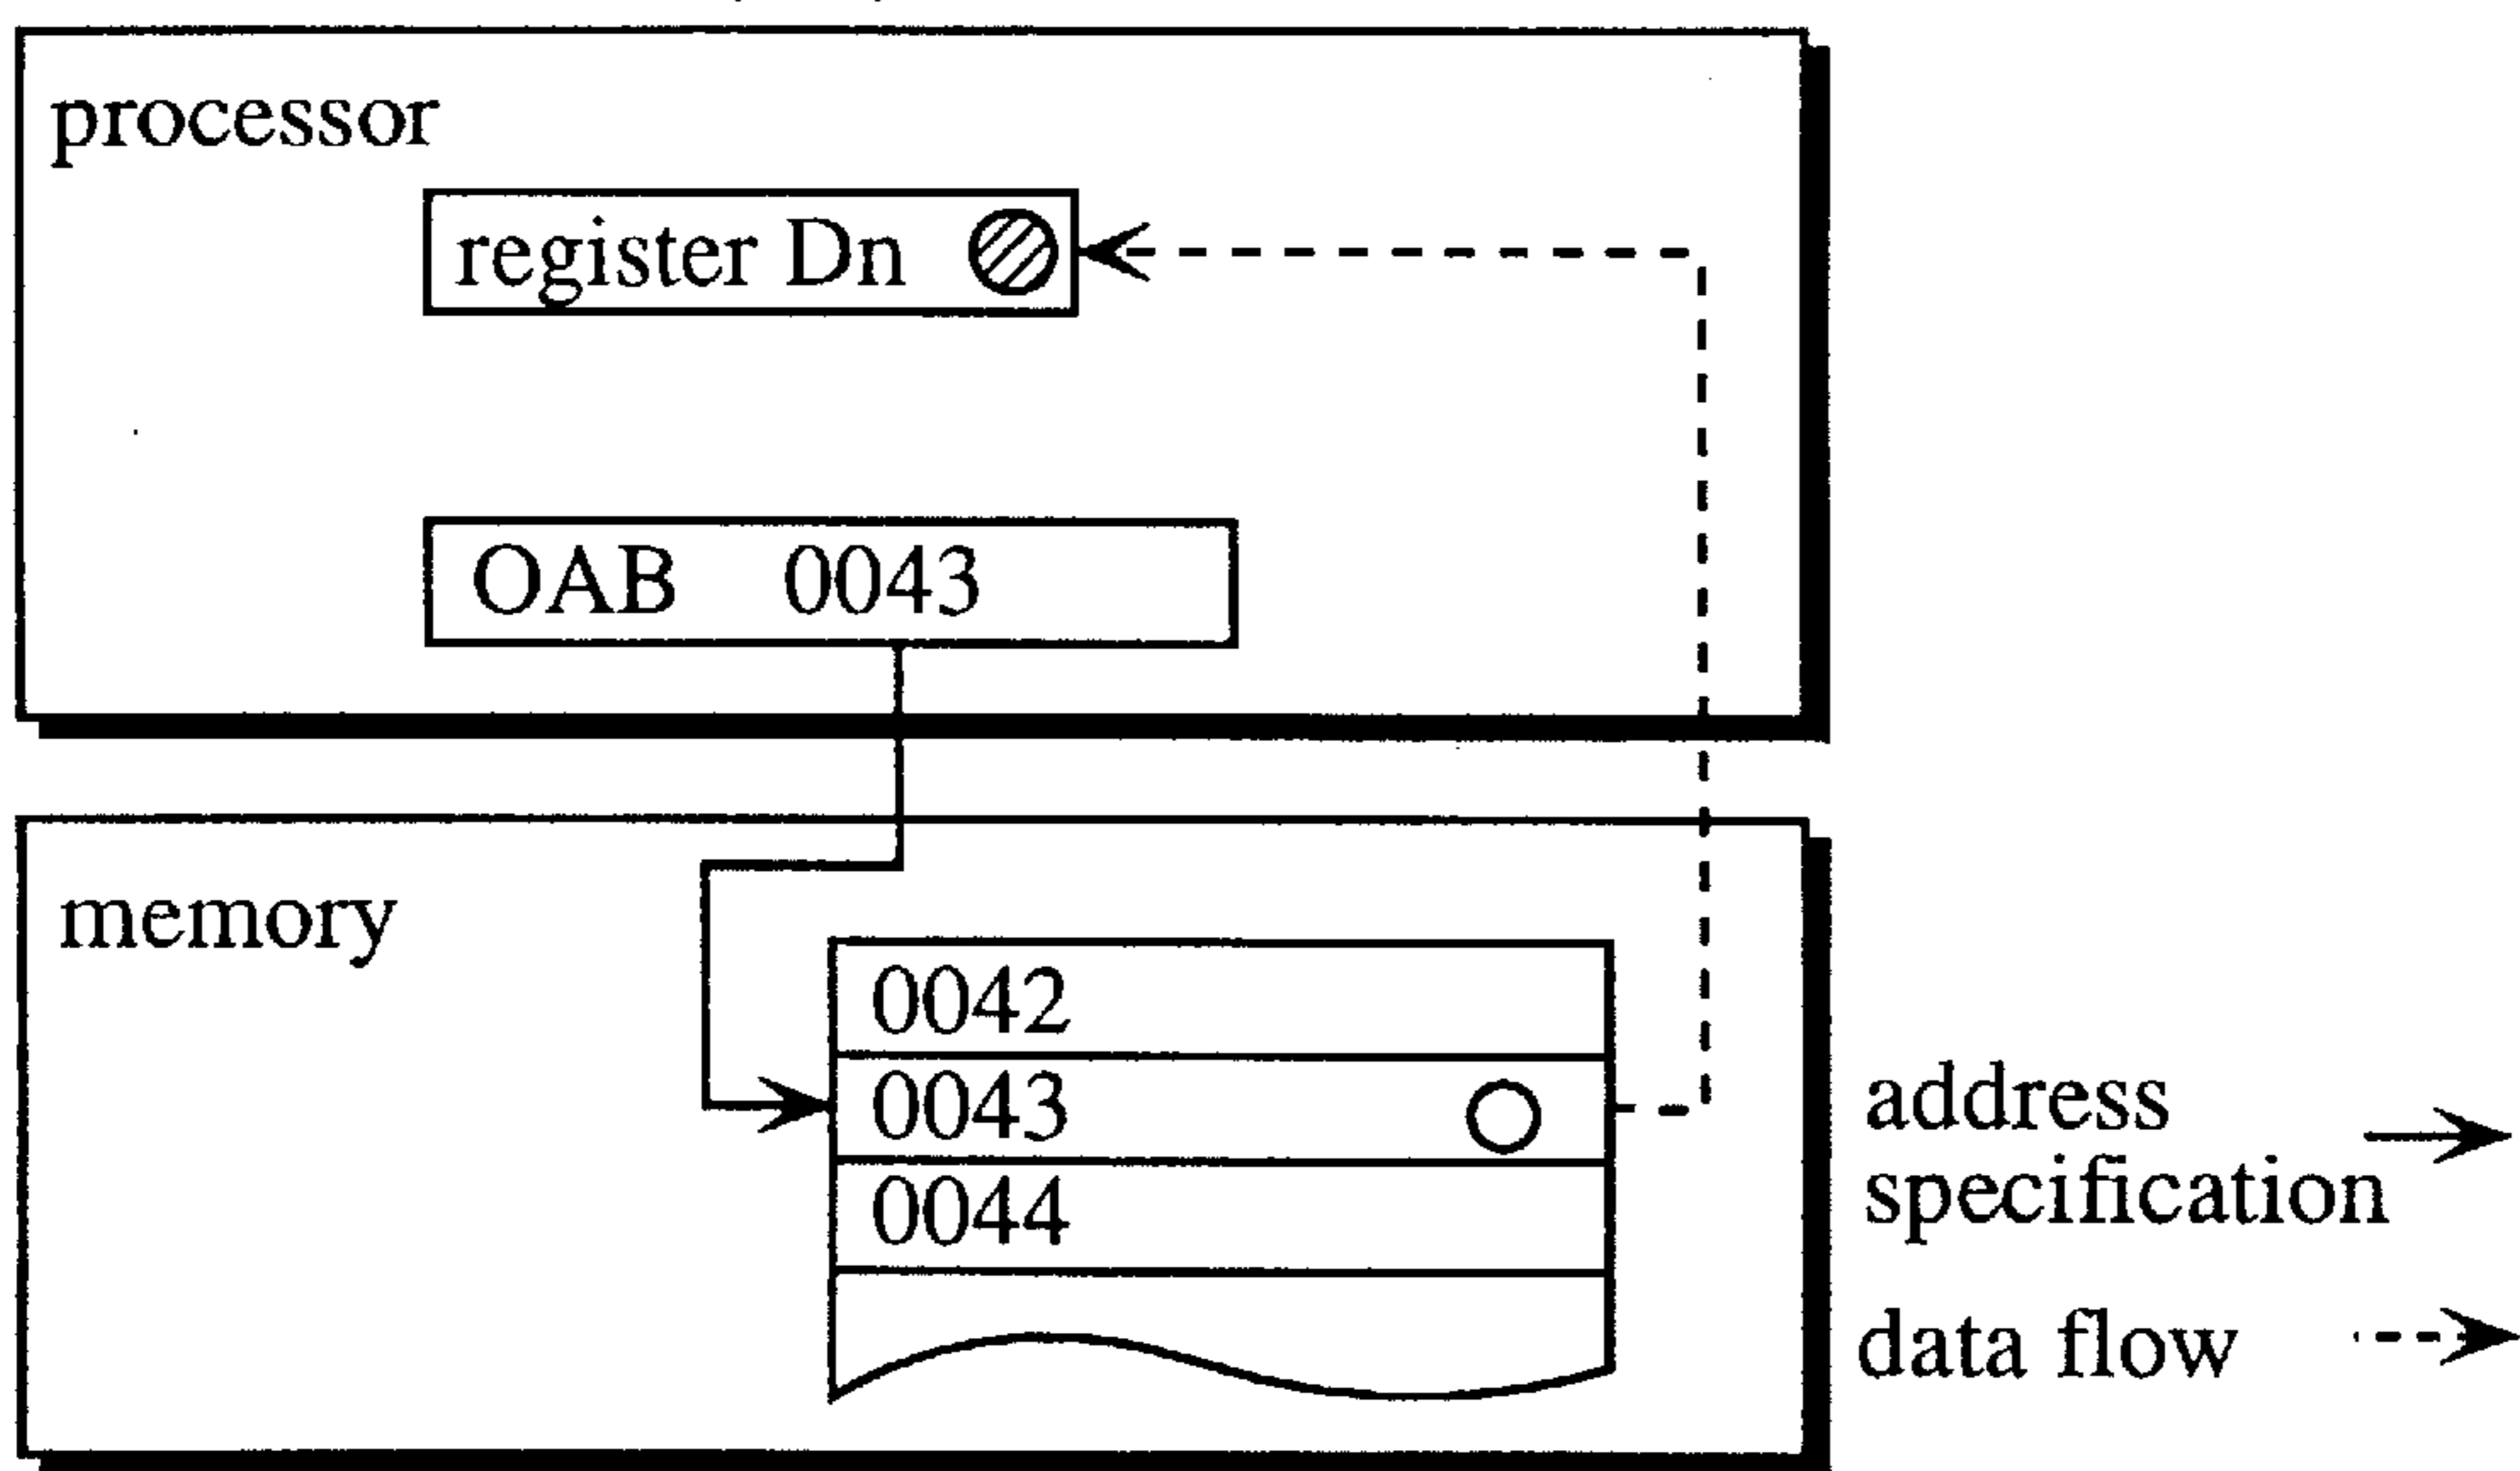 processor
register Dn
OAB 0043
memory
0042
0043
0044
address
specification
data flow